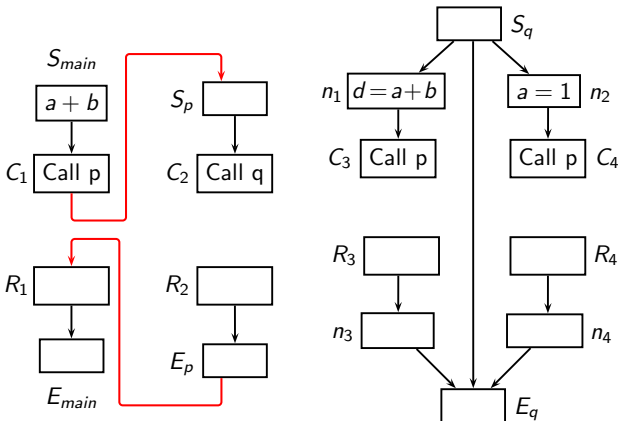 S_q
S_main
a + b
S_p
n_1 d = a+b
a = 1 n_2
C_1 Call p
C_2 Call q
C_3 Call p
Call p C_4
R_1
R_2
R_3
R_4
n_3
n_4
E_main
E_p
E_q